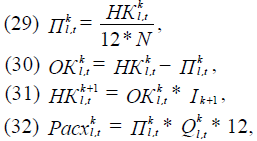 (29) П^k_{l,t} = НК^k_{l,t} / 12*N,
(30) ОК^k_{l,t} = НК^k_{l,t} – П^k_{l,t},
(31) НК^{k+1}_{l,t} = ОК^k_{l,t} * I_{k+1},
(32) Расх^k_{l,t} = П^k_{l,t} * Q^k_{l,t} * 12,